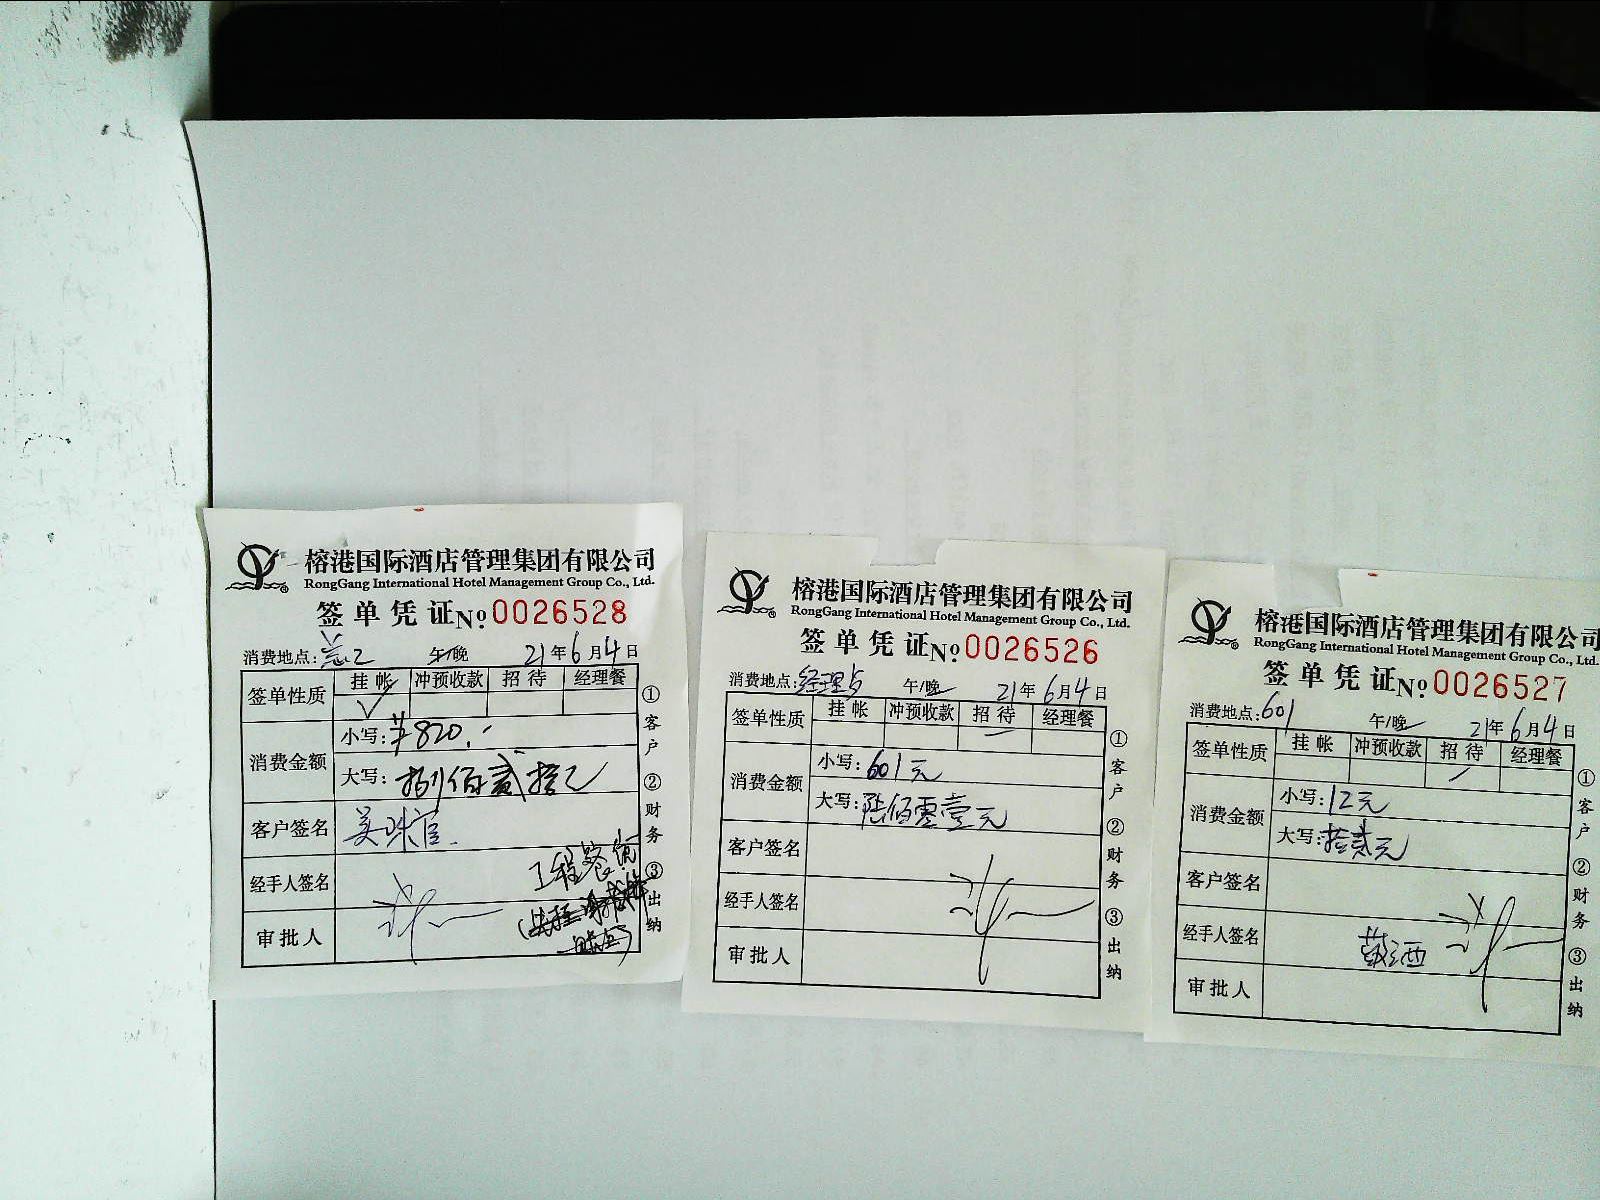 榕港国际酒店管理集团有限公司
RongGang International Hotel Management Group Co., Ltd.
签单凭证 No 0026528
消费地点: 午/晚 21年6月4日
签单性质 挂帐 冲预收款 招待 经理餐
消费金额
小写:¥820.-
大写:捌佰贰拾元
客户签名
经手人签名 工程
审批人
①客户 ②财务 ③出纳
榕港国际酒店管理集团有限公司
RongGang International Hotel Management Group Co., Ltd.
签单凭证 No 0026526
消费地点:经理 午/晚 21年6月4日
签单性质 挂帐 冲预收款 招待 经理餐
消费金额
小写:601元
大写:陆佰零壹元
客户签名
经手人签名
审批人
①客户 ②财务 ③出纳
榕港国际酒店管理集团有限公司
RongGang International Hotel Management Group Co., Ltd.
签单凭证 No 0026527
消费地点:601 午/晚 21年6月4日
签单性质 挂帐 冲预收款 招待 经理餐
消费金额
小写:12元
大写:拾贰元
客户签名
经手人签名
审批人
①客户 ②财务 ③出纳